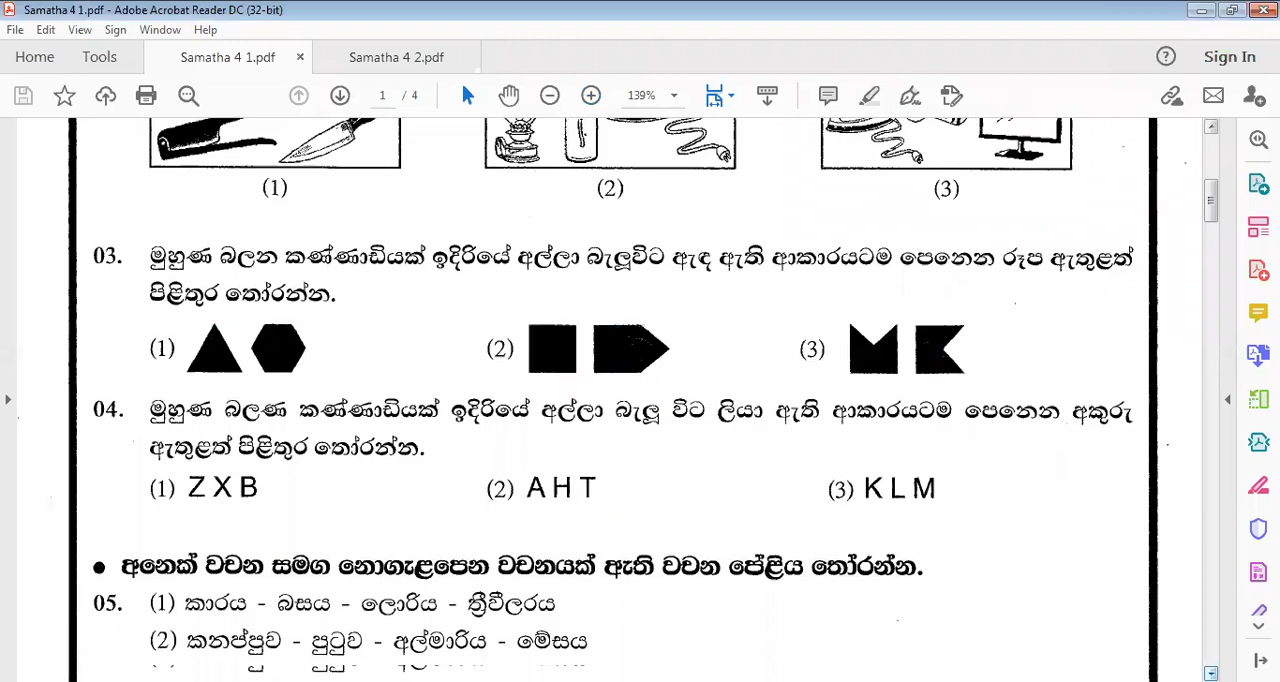 Samatha 4 1.pdf - Adobe Acrobat Reader DC (32-bit)
File Edit View Sign Window Help
Home Tools Samatha 4 1.pdf × Samatha 4 2.pdf Sign In
1 / 4 139%
(1) (2) (3)
03. මුහුණ බලන කණ්ණාඩියක් ඉදිරියේ අල්ලා බැලූවිට ඇඳ ඇති ආකාරයටම පෙනෙන රූප ඇතුළත්
පිළිතුර තෝරන්න.
(1) (2) (3)
04. මුහුණ බලණ කණ්ණාඩියක් ඉදිරියේ අල්ලා බැලූ විට ලියා ඇති ආකාරයටම පෙනෙන අකුරු
ඇතුළත් පිළිතුර තෝරන්න.
(1) Z X B (2) A H T (3) K L M
● අනෙක් වචන සමග නොගැළපෙන වචනයක් ඇති වචන පේළිය තෝරන්න.
05. (1) කාරය - බසය - ලොරිය - ත්‍රීවීලරය
(2) කනප්පුව - පුටුව - අල්මාරිය - මේසය